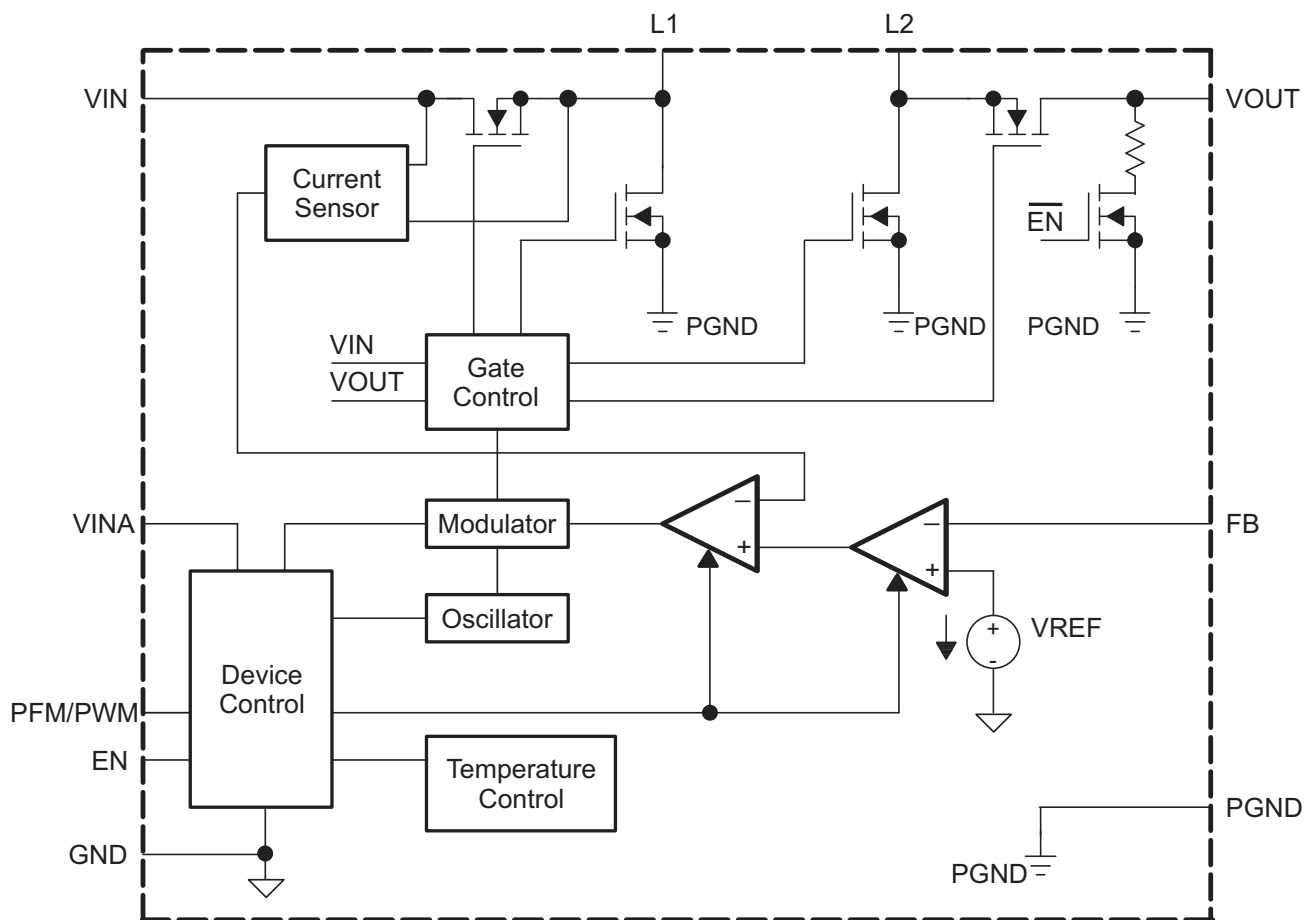 L1
L2
VIN
VOUT
Current
Sensor
E̅N̅
PGND
PGND
PGND
VIN
VOUT
Gate
Control
VINA
Modulator
−
+
−
+
FB
Oscillator
+
-
VREF
Device
Control
PFM/PWM
EN
Temperature
Control
GND
PGND
PGND